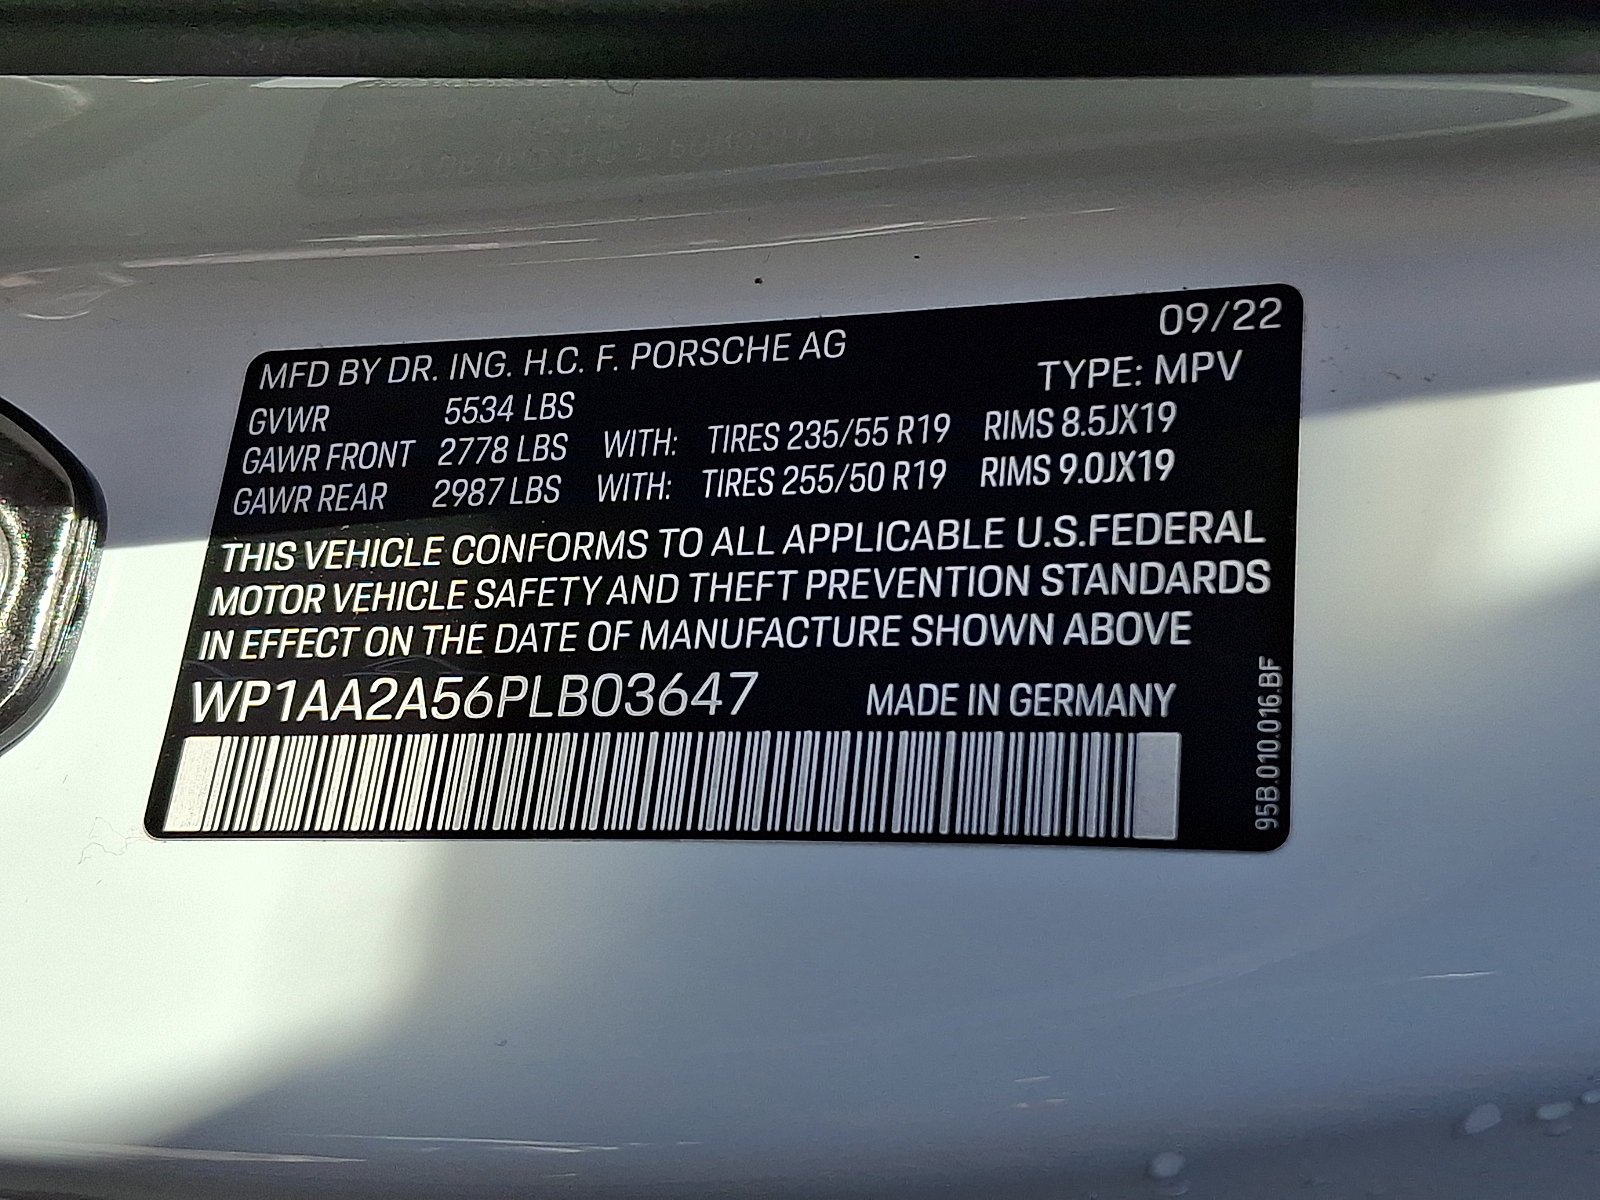 09/22
MFD BY DR. ING. H.C. F. PORSCHE AG
TYPE: MPV
GVWR 5534 LBS
GAWR FRONT 2778 LBS WITH: TIRES 235/55 R19 RIMS 8.5JX19
GAWR REAR 2987 LBS WITH: TIRES 255/50 R19 RIMS 9.0JX19
THIS VEHICLE CONFORMS TO ALL APPLICABLE U.S.FEDERAL
MOTOR VEHICLE SAFETY AND THEFT PREVENTION STANDARDS
IN EFFECT ON THE DATE OF MANUFACTURE SHOWN ABOVE
WP1AA2A56PLB03647 MADE IN GERMANY
95B.010.016.BF